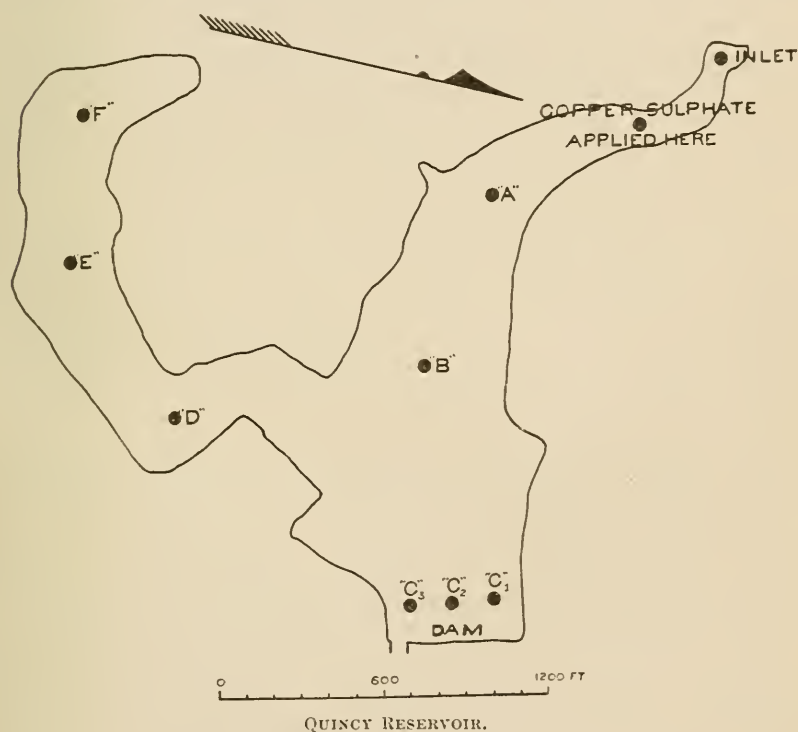 INLET
COPPER SULPHATE
APPLIED HERE
"F"
"A"
"E"
"B"
"D"
"C3" "C2" "C1"
DAM
0 600 1200 FT
QUINCY RESERVOIR.